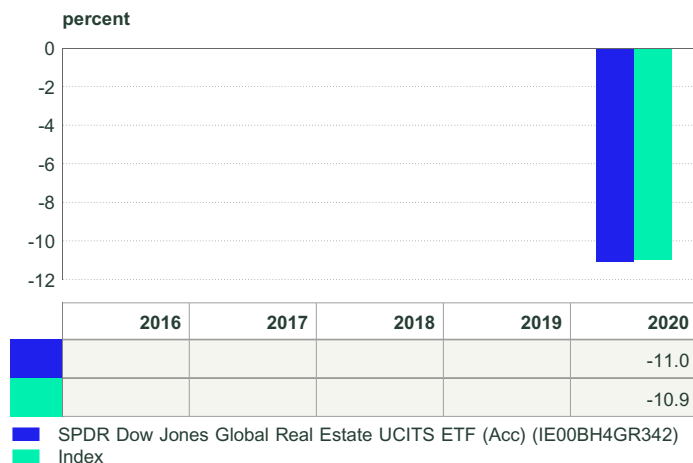 percent
0
-2
-4
-6
-8
-10
-12
2016 2017 2018 2019 2020
-11.0
-10.9
SPDR Dow Jones Global Real Estate UCITS ETF (Acc) (IE00BH4GR342)
Index